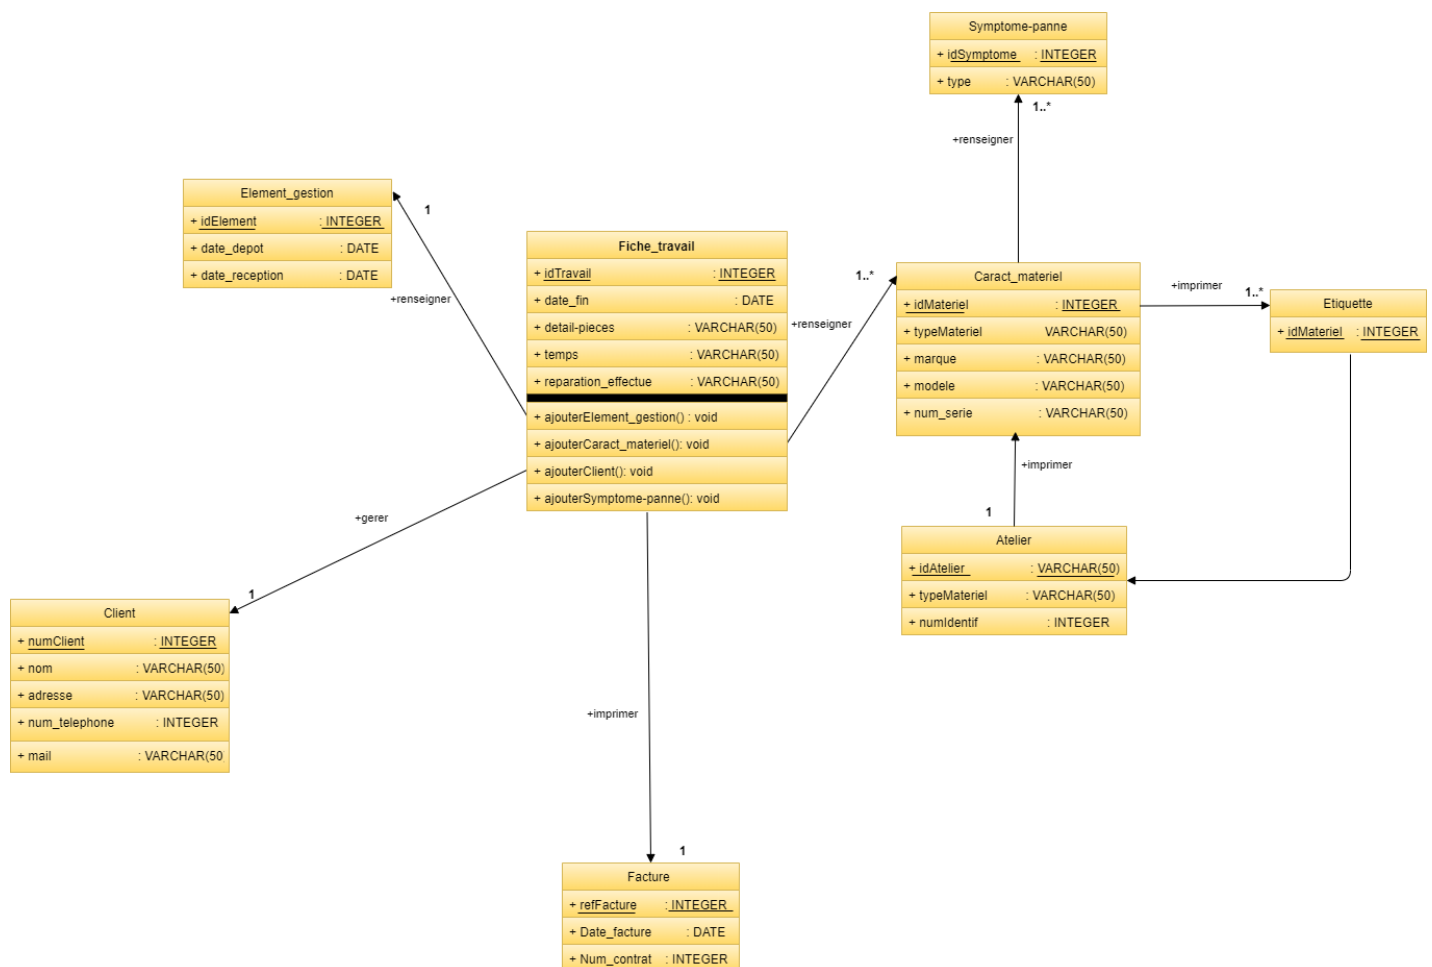 Symptome-panne
+ idSymptome : INTEGER
+ type : VARCHAR(50)
1..*
+renseigner
Element_gestion
+ idElement : INTEGER
+ date_depot : DATE
+ date_reception : DATE
1
+renseigner
Fiche_travail
+ idTravail : INTEGER
+ date_fin : DATE
+ detail-pieces : VARCHAR(50)
+ temps : VARCHAR(50)
+ reparation_effectue : VARCHAR(50)
+ ajouterElement_gestion() : void
+ ajouterCaract_materiel(): void
+ ajouterClient(): void
+ ajouterSymptome-panne(): void
1..*
+renseigner
Caract_materiel
+ idMateriel : INTEGER
+ typeMateriel VARCHAR(50)
+ marque : VARCHAR(50)
+ modele : VARCHAR(50)
+ num_serie : VARCHAR(50)
+imprimer
1..*
Etiquette
+ idMateriel : INTEGER
+imprimer
1
Atelier
+ idAtelier : VARCHAR(50)
+ typeMateriel : VARCHAR(50)
+ numIdentif : INTEGER
+gerer
1
Client
+ numClient : INTEGER
+ nom : VARCHAR(50)
+ adresse : VARCHAR(50)
+ num_telephone : INTEGER
+ mail : VARCHAR(50
+imprimer
1
Facture
+ refFacture : INTEGER
+ Date_facture : DATE
+ Num_contrat : INTEGER